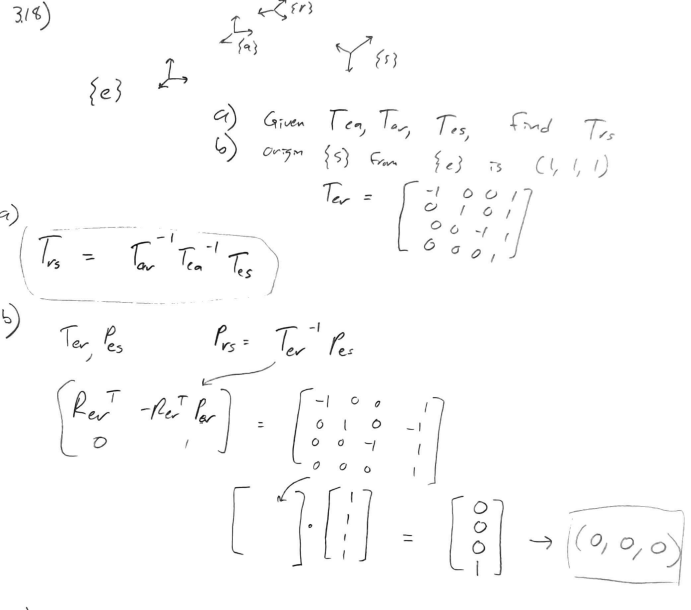 3.18)
{r}
{a}
{s}
{e}
a) Given Tea, Tar, Tes, find Trs
b) origin {s} from {e} is (1, 1, 1)
Ter = [ -1 0 0 1
0 1 0 1
0 0 -1 1
0 0 0 1 ]
a)
Trs = Tar⁻¹ Tea⁻¹ Tes
b)
Ter, Pes Prs = Ter⁻¹ Pes
[ Rerᵀ -Rerᵀ Per
0 1 ] = [ -1 0 0 1
0 1 0 -1
0 0 -1 1
0 0 0 1 ]
[ ] · [ 1
1
1
1 ] = [ 0
0
0
1 ] → (0, 0, 0)